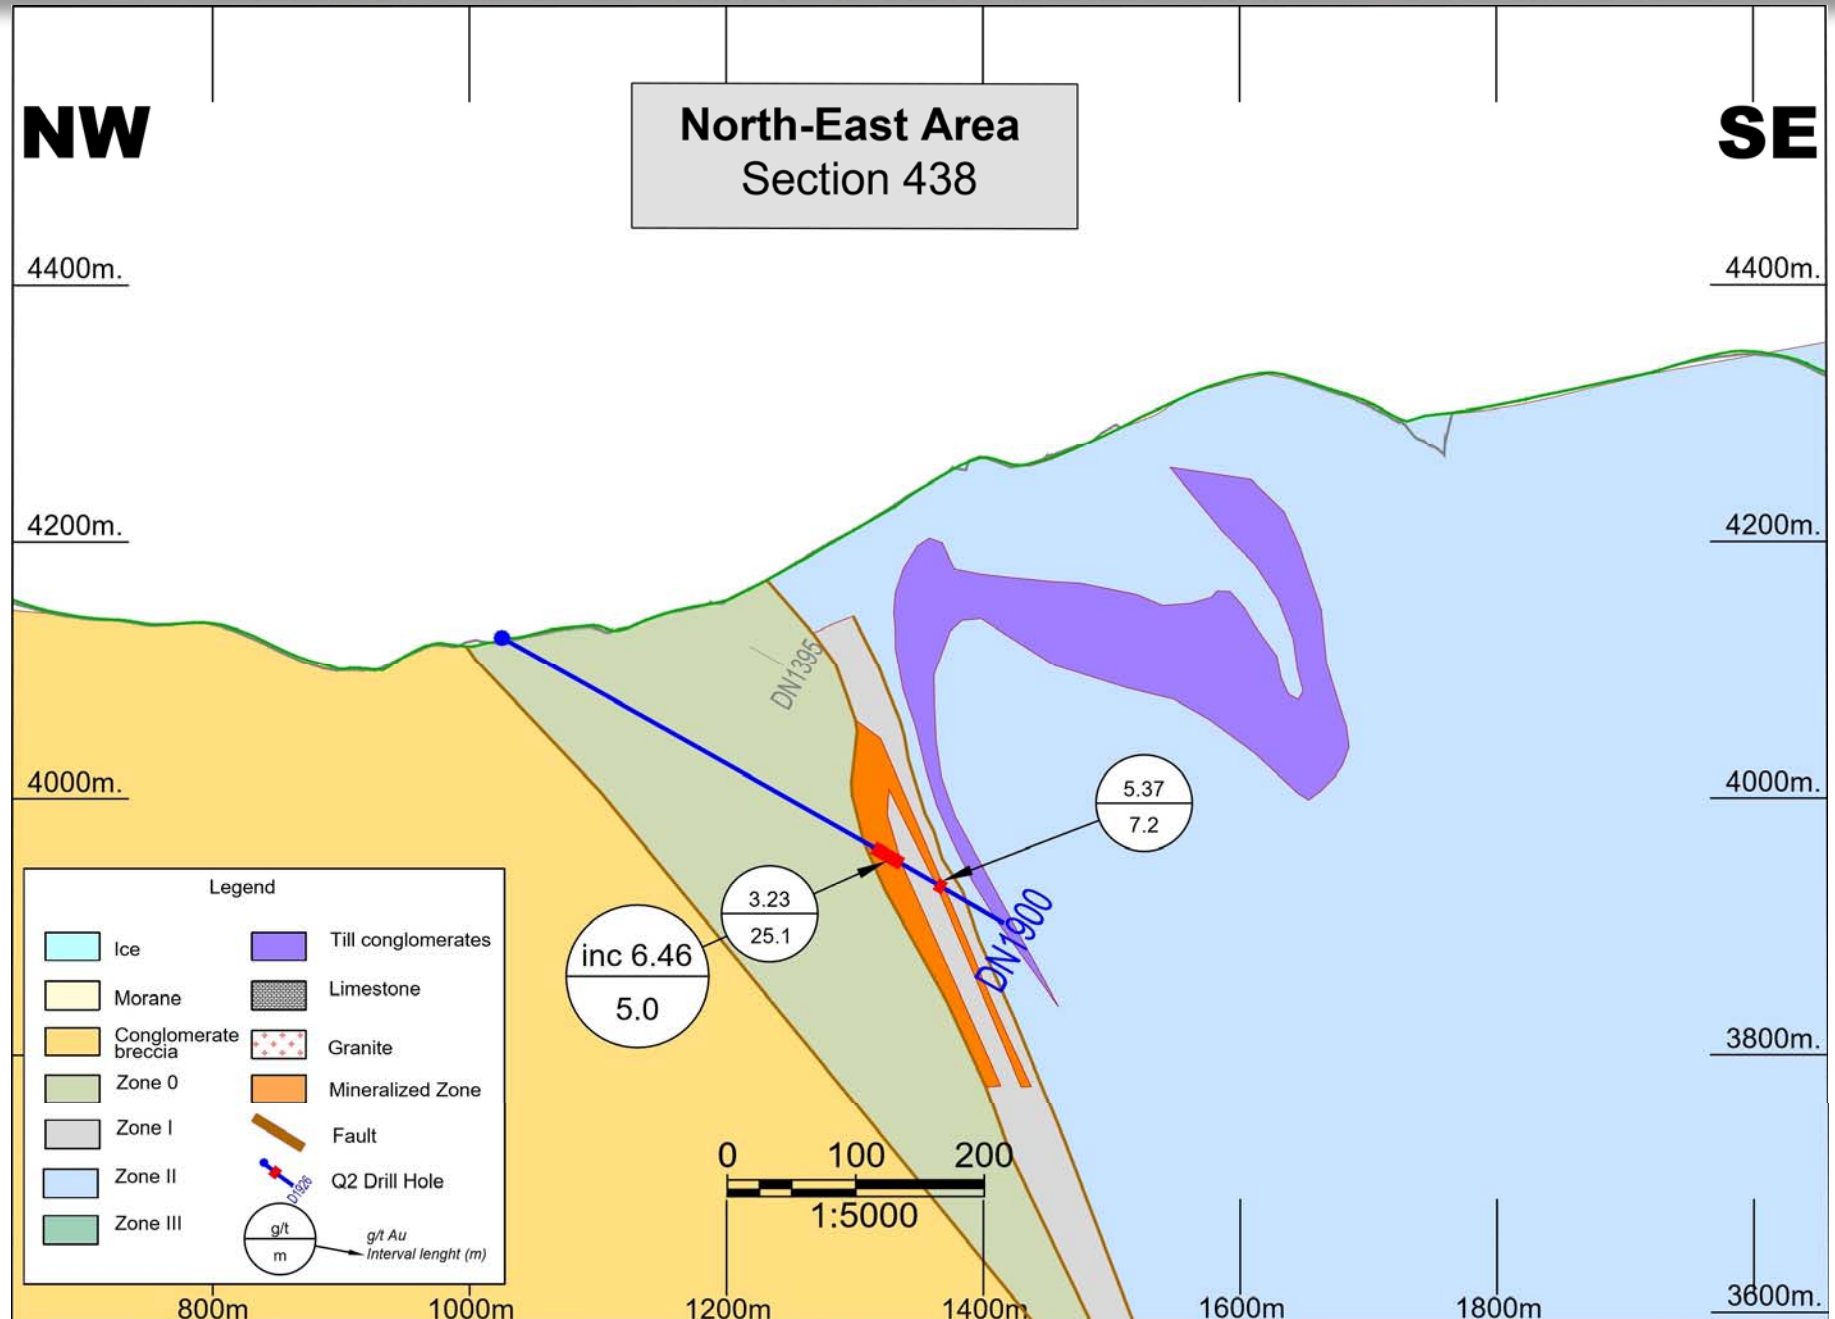 NW
North-East Area
Section 438
SE
4400m.
4400m.
4200m.
4200m.
DN1395
4000m.
4000m.
5.37
7.2
3.23
25.1
inc 6.46
5.0
DN1900
3800m.
Legend
Ice
Morane
Conglomerate
breccia
Zone 0
Zone I
Zone II
Zone III
Till conglomerates
Limestone
Granite
Mineralized Zone
Fault
D1926
Q2 Drill Hole
g/t
m
g/t Au
Interval lenght (m)
0 100 200
1:5000
3600m.
800m 1000m 1200m 1400m 1600m 1800m